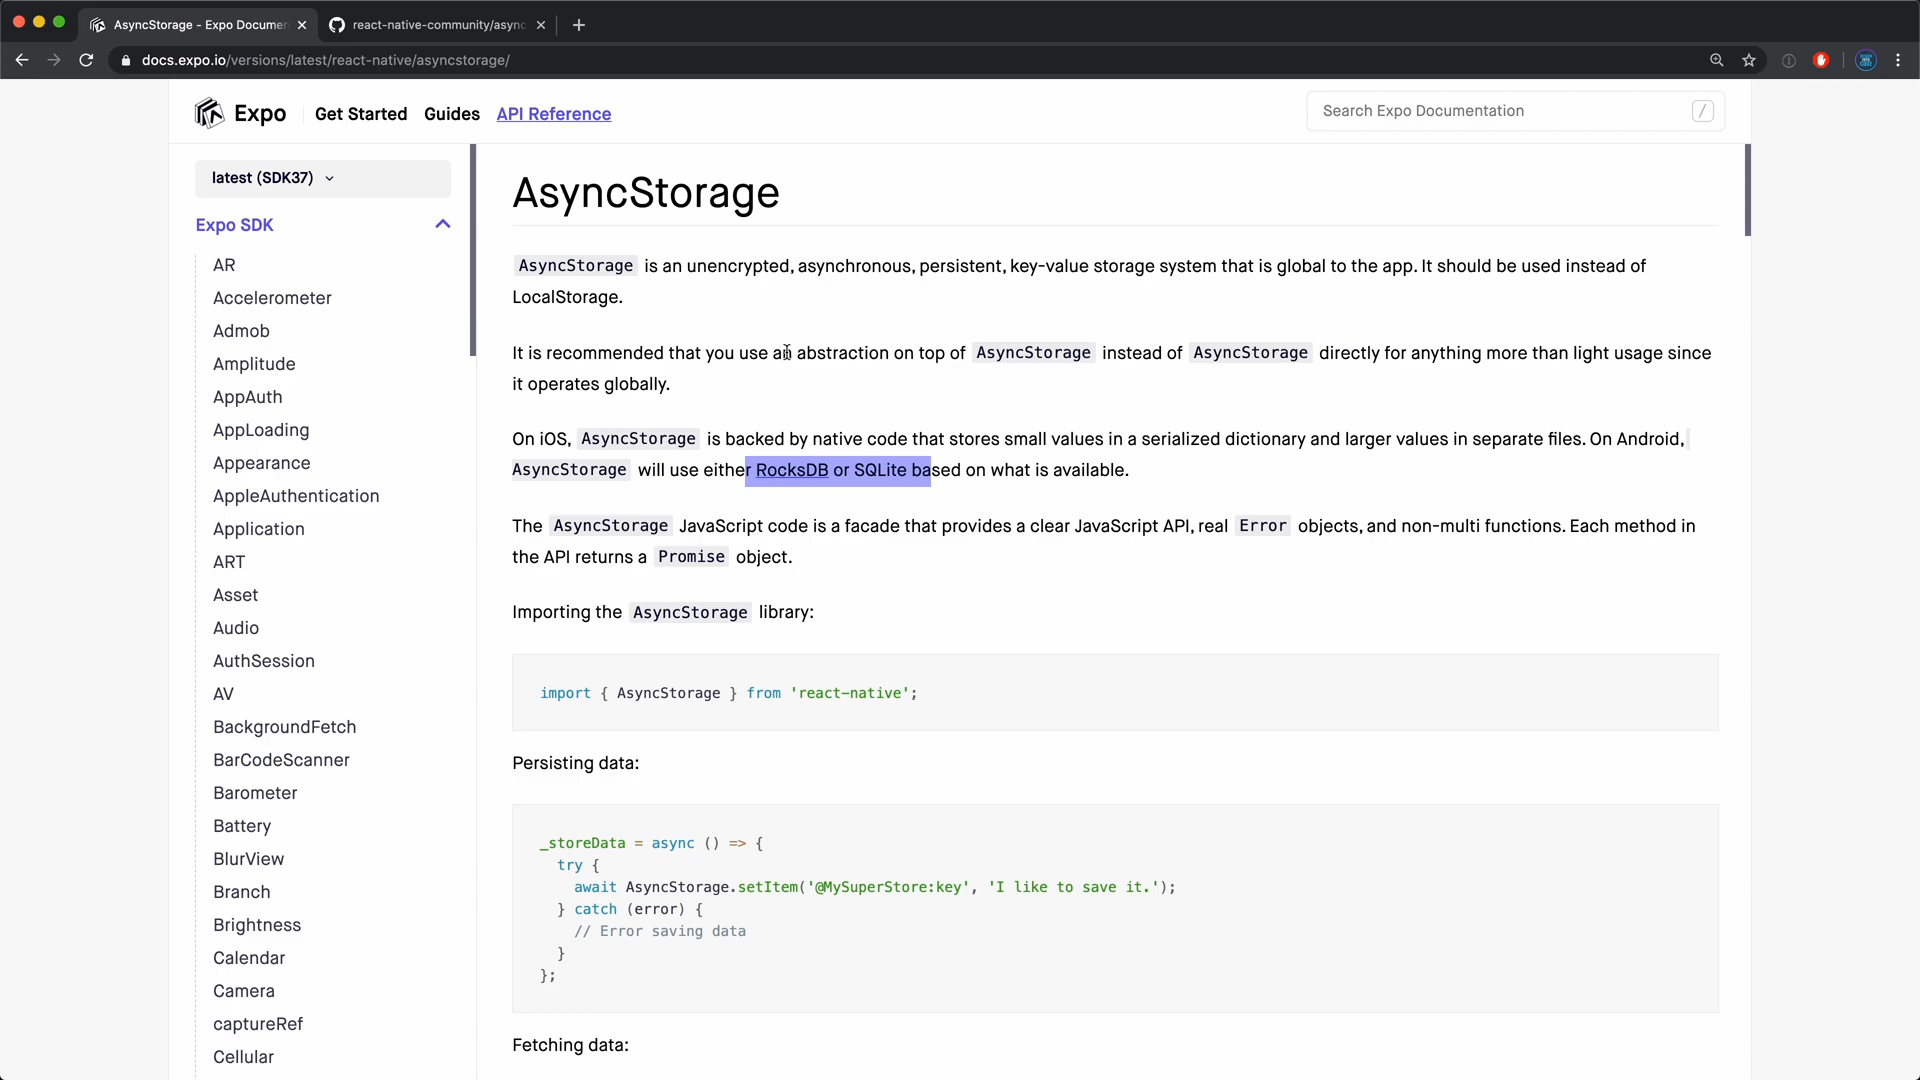 AsyncStorage - Expo Documen
react-native-community/async
docs.expo.io/versions/latest/react-native/asyncstorage/
Expo
Get Started
Guides
API Reference
Search Expo Documentation
/
latest (SDK37)
Expo SDK
AR
Accelerometer
Admob
Amplitude
AppAuth
AppLoading
Appearance
AppleAuthentication
Application
ART
Asset
Audio
AuthSession
AV
BackgroundFetch
BarCodeScanner
Barometer
Battery
BlurView
Branch
Brightness
Calendar
Camera
captureRef
Cellular
AsyncStorage
AsyncStorage is an unencrypted, asynchronous, persistent, key-value storage system that is global to the app. It should be used instead of
LocalStorage.
It is recommended that you use an abstraction on top of AsyncStorage instead of AsyncStorage directly for anything more than light usage since
it operates globally.
On iOS, AsyncStorage is backed by native code that stores small values in a serialized dictionary and larger values in separate files. On Android,
AsyncStorage will use either RocksDB or SQLite based on what is available.
The AsyncStorage JavaScript code is a facade that provides a clear JavaScript API, real Error objects, and non-multi functions. Each method in
the API returns a Promise object.
Importing the AsyncStorage library:
import { AsyncStorage } from 'react-native';
Persisting data:
_storeData = async () => {
try {
await AsyncStorage.setItem('@MySuperStore:key', 'I like to save it.');
} catch (error) {
// Error saving data
}
};
Fetching data: